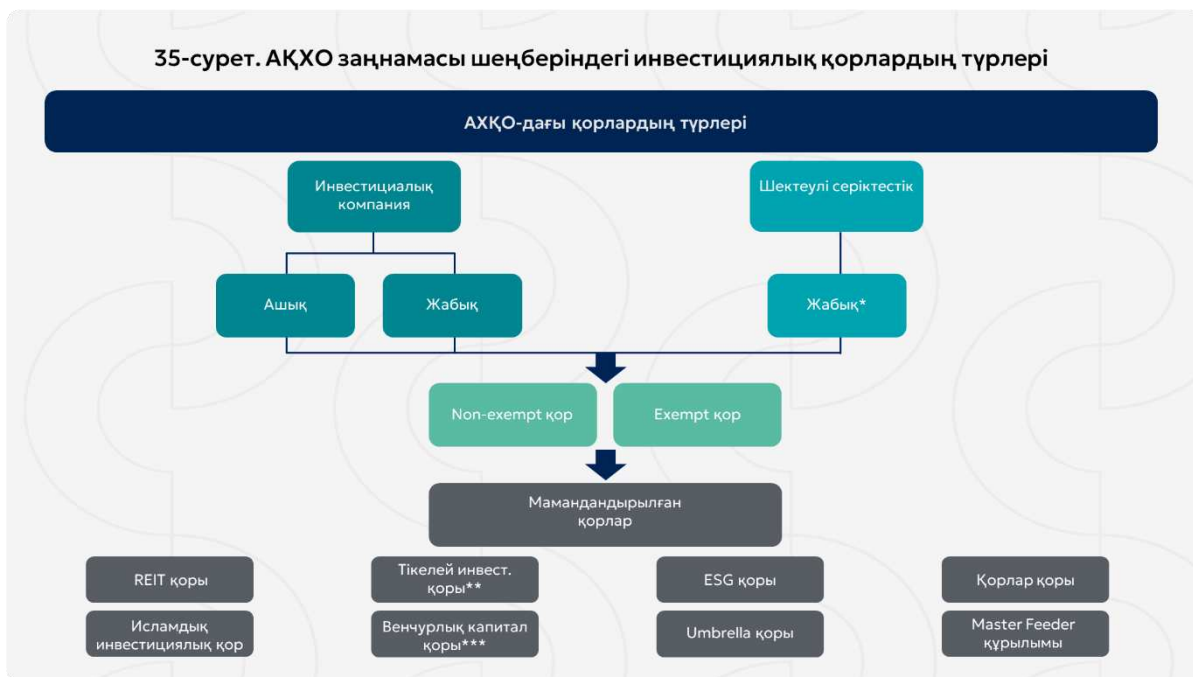 35-сурет. АҚХО заңнамасы шеңберіндегі инвестициялық қорлардың түрлері
АХҚО-дағы қорлардың түрлері
Инвестициалық
компания
Шектеулі серіктестік
Ашық
Жабық
Жабық*
Non-exempt қор
Exempt қор
Мамандандырылған
қорлар
REIT қоры
Тікелей инвест.
қоры**
ESG қоры
Қорлар қоры
Исламдық
инвестициялық қор
Венчурлық капитал
қоры***
Umbrella қоры
Master Feeder
құрылымы